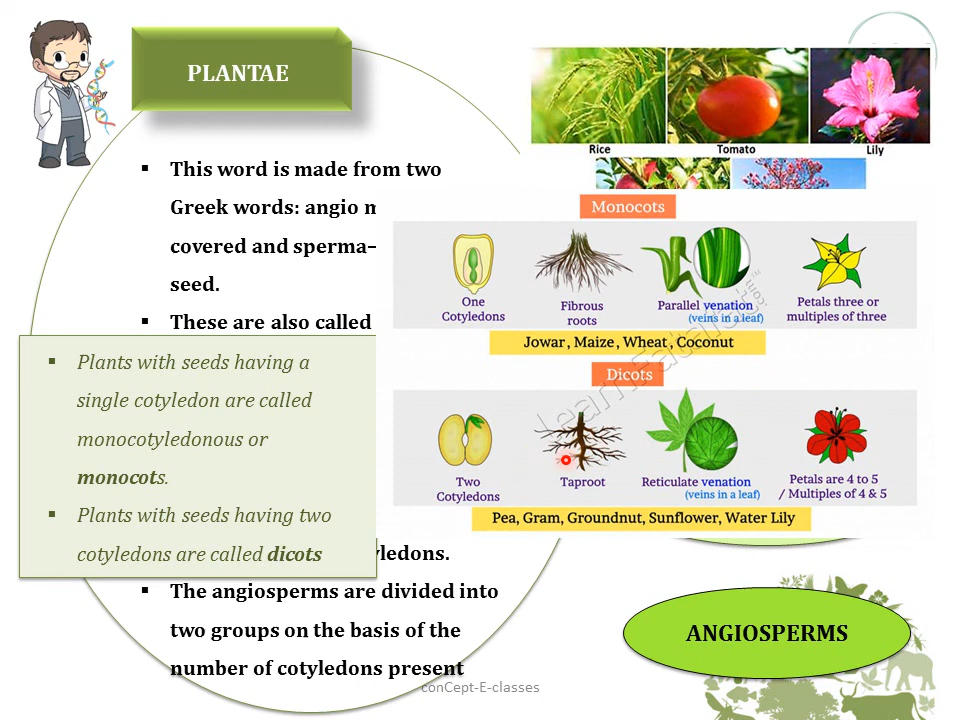 PLANTAE
This word is made from two
Greek words: angio m
covered and sperma–
seed.
These are also called
Plants with seeds having a
single cotyledon are called
monocotyledonous or
monocots.
Plants with seeds having two
cotyledons are called dicots
yledons.
The angiosperms are divided into
two groups on the basis of the
number of cotyledons present
Rice Tomato Lily
Monocots
One
Cotyledons
Fibrous
roots
Parallel venation
(veins in a leaf)
Petals three or
multiples of three
Jowar, Maize, Wheat, Coconut
Dicots
Two
Cotyledons
Taproot
Reticulate venation
(veins in a leaf)
Petals are 4 to 5
/ Multiples of 4 & 5
Pea, Gram, Groundnut, Sunflower, Water Lily
ANGIOSPERMS
conCept-E-classes